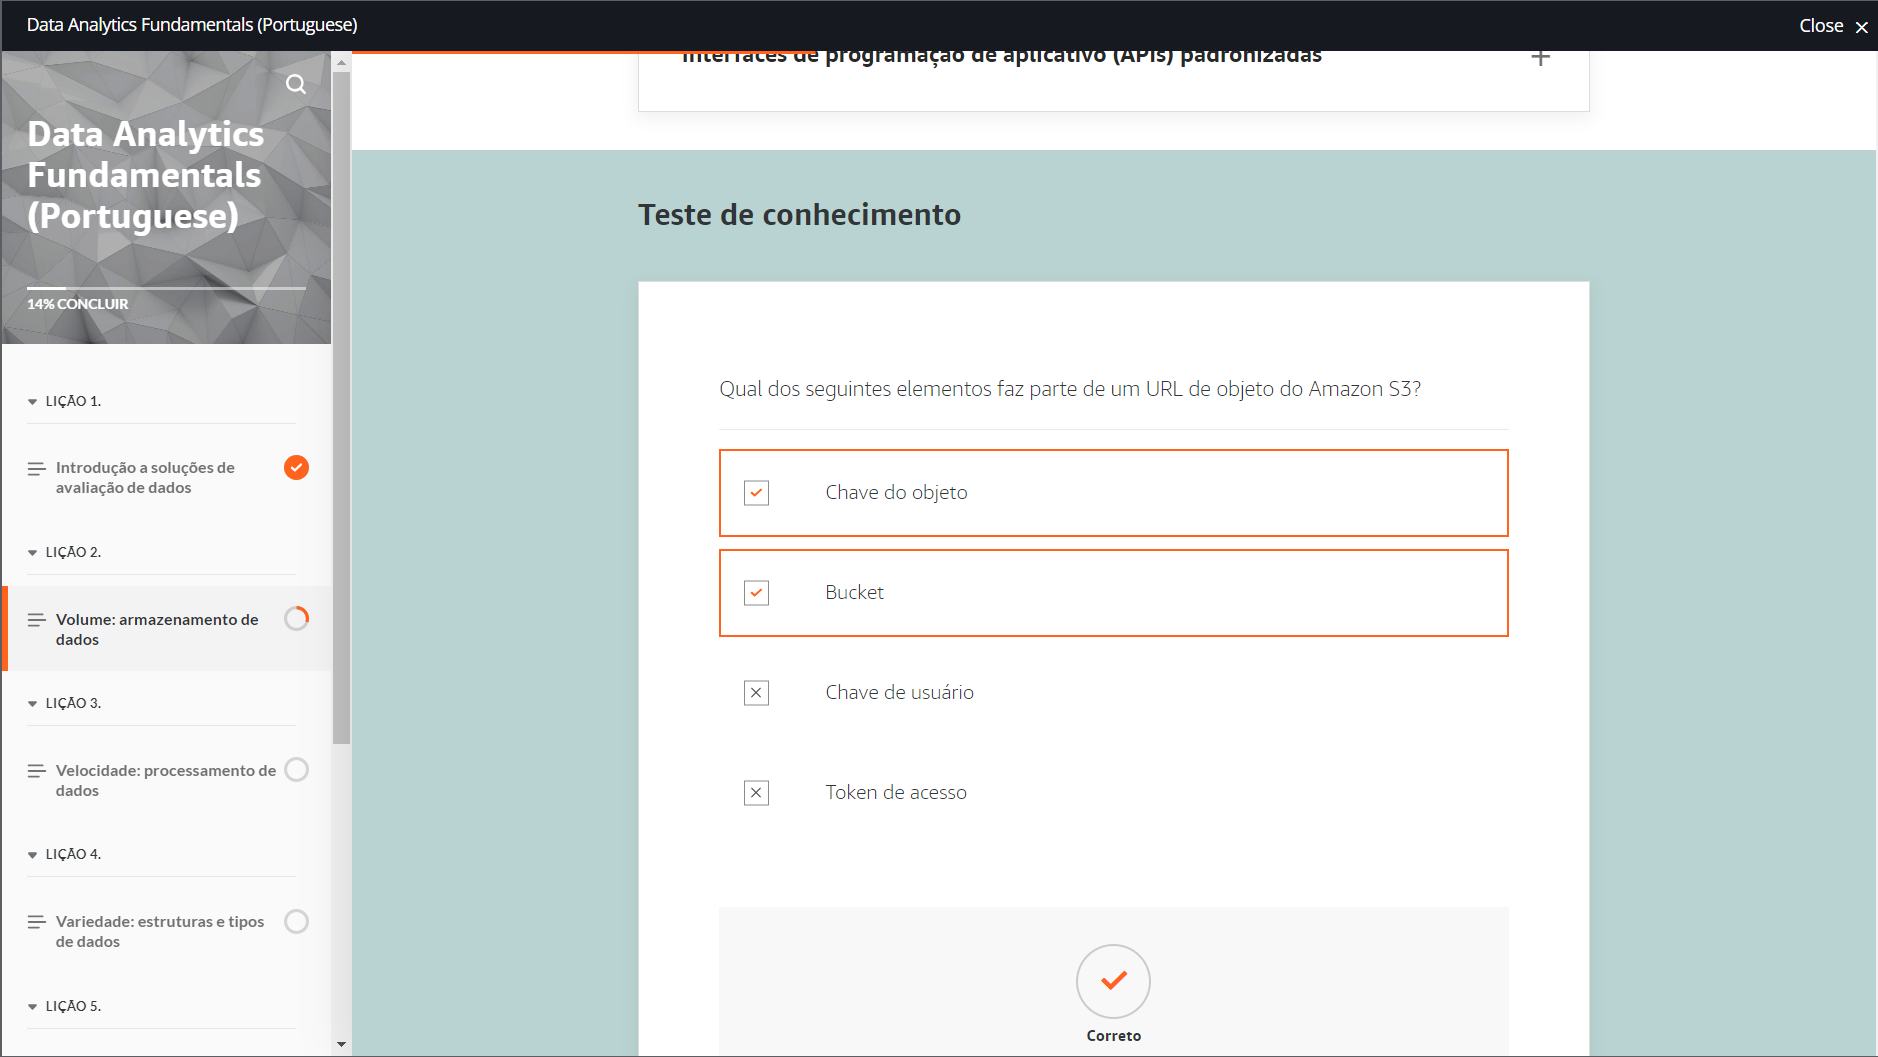 Data Analytics Fundamentals (Portuguese)
Close
Data Analytics
Fundamentals
(Portuguese)
14% CONCLUIR
LIÇÃO 1.
Introdução a soluções de
avaliação de dados
LIÇÃO 2.
Volume: armazenamento de
dados
LIÇÃO 3.
Velocidade: processamento de
dados
LIÇÃO 4.
Variedade: estruturas e tipos
de dados
LIÇÃO 5.
Interfaces de programação de aplicativo (APIs) padronizadas
Teste de conhecimento
Qual dos seguintes elementos faz parte de um URL de objeto do Amazon S3?
Chave do objeto
Bucket
Chave de usuário
Token de acesso
Correto